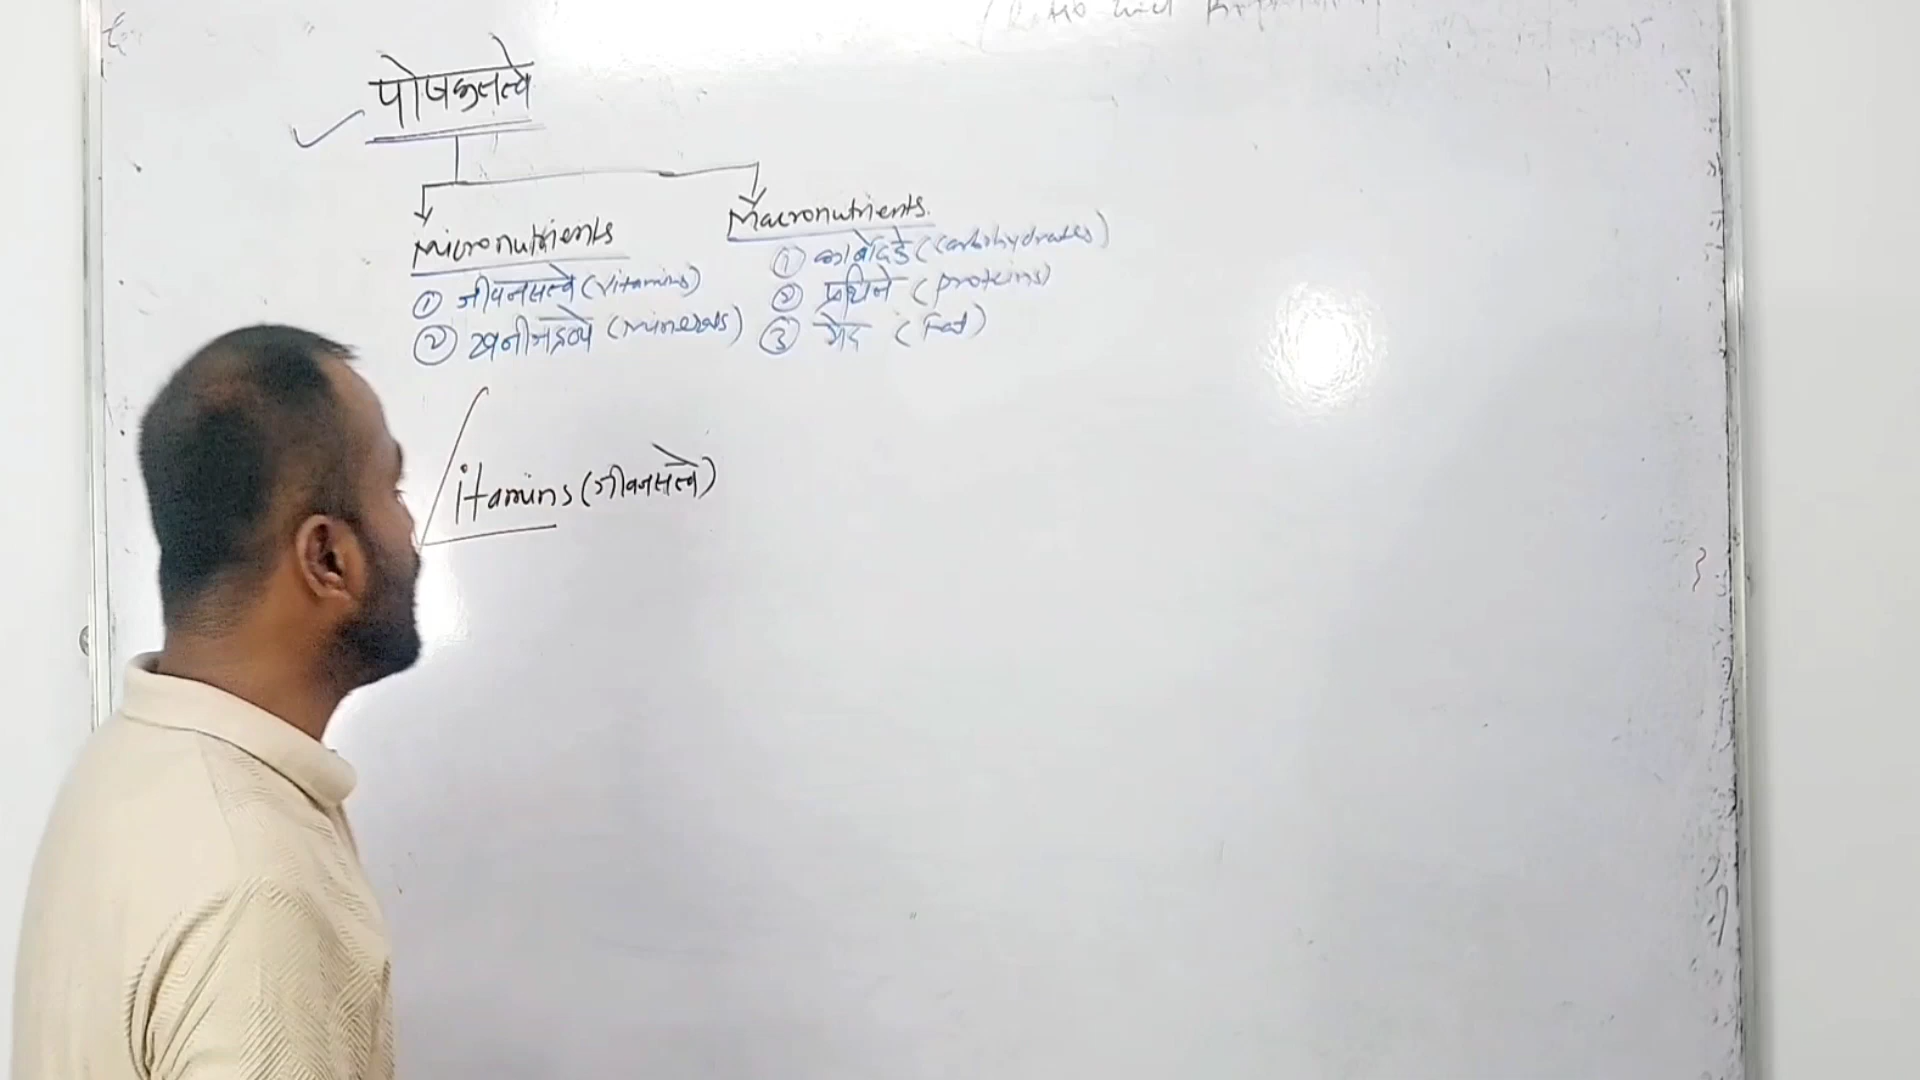 पोषकतत्वे
Micronutrients
① जीवनसत्त्वे (Vitamins)
② खनीजद्रव्ये (Minerals)
Macronutrients.
① कार्बोदके (Carbohydrates)
② प्रथिने (proteins)
③ मेद (Fat)
Vitamins (जीवनसत्वे)